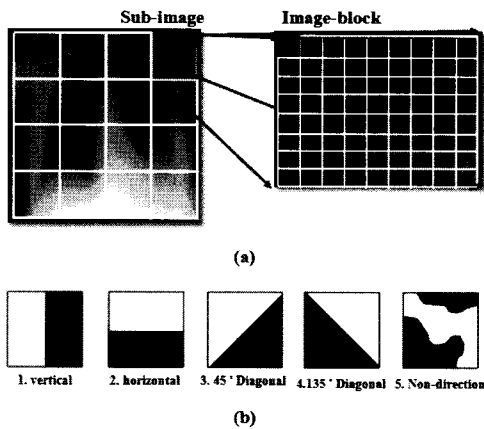 Sub-image Image-block
(a)
1. vertical 2. horizontal 3. 45° Diagonal 4.135° Diagonal 5. Non-direction
(b)